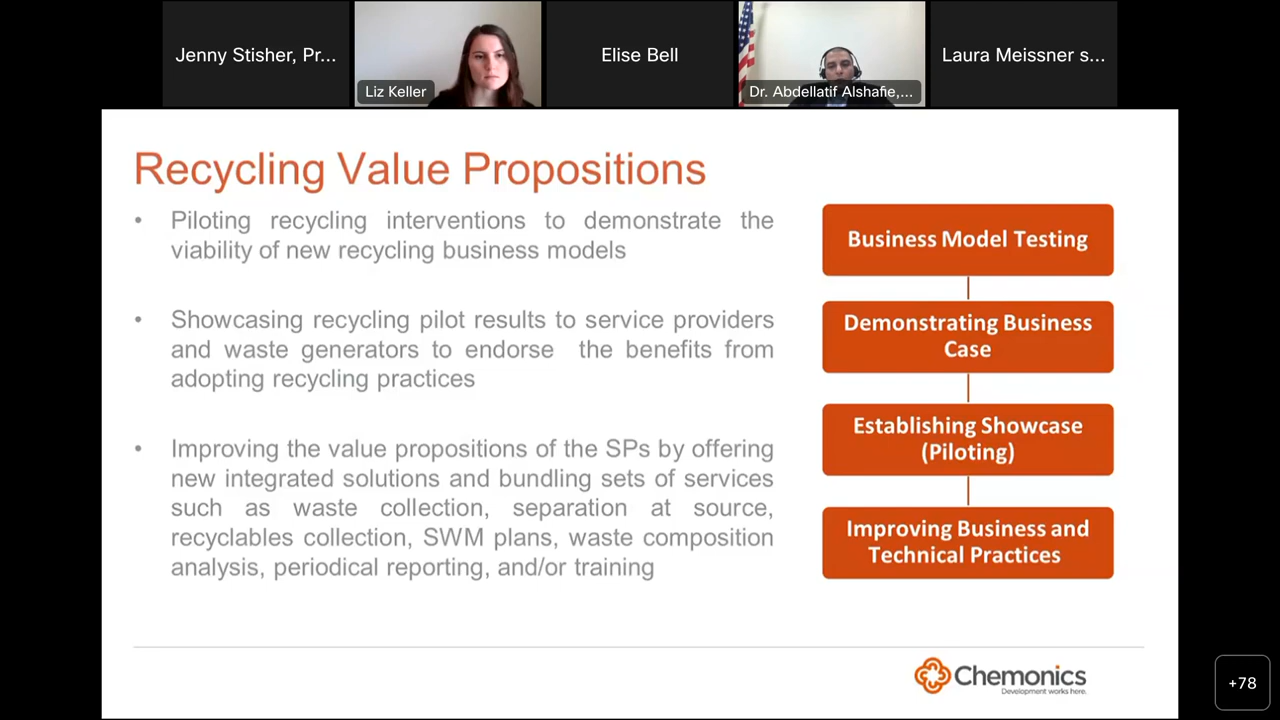 Jenny Stisher, Pr...
Liz Keller
Elise Bell
Dr. Abdellatif Alshafie,...
Laura Meissner s...
Recycling Value Propositions
• Piloting recycling interventions to demonstrate the
viability of new recycling business models
• Showcasing recycling pilot results to service providers
and waste generators to endorse the benefits from
adopting recycling practices
• Improving the value propositions of the SPs by offering
new integrated solutions and bundling sets of services
such as waste collection, separation at source,
recyclables collection, SWM plans, waste composition
analysis, periodical reporting, and/or training
Business Model Testing
Demonstrating Business
Case
Establishing Showcase
(Piloting)
Improving Business and
Technical Practices
Chemonics
Development works here.
+78